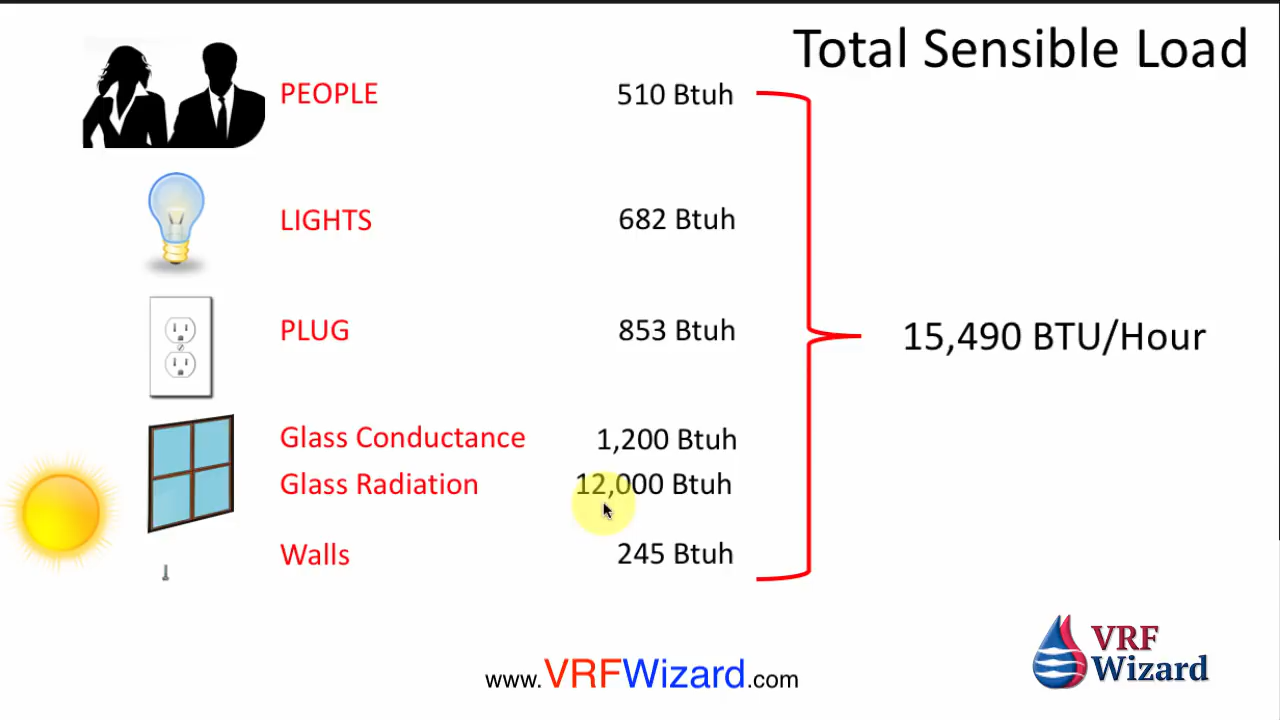 Total Sensible Load
PEOPLE 510 Btuh
LIGHTS 682 Btuh
PLUG 853 Btuh
15,490 BTU/Hour
Glass Conductance 1,200 Btuh
Glass Radiation 12,000 Btuh
Walls 245 Btuh
VRF
Wizard
www.VRFWizard.com